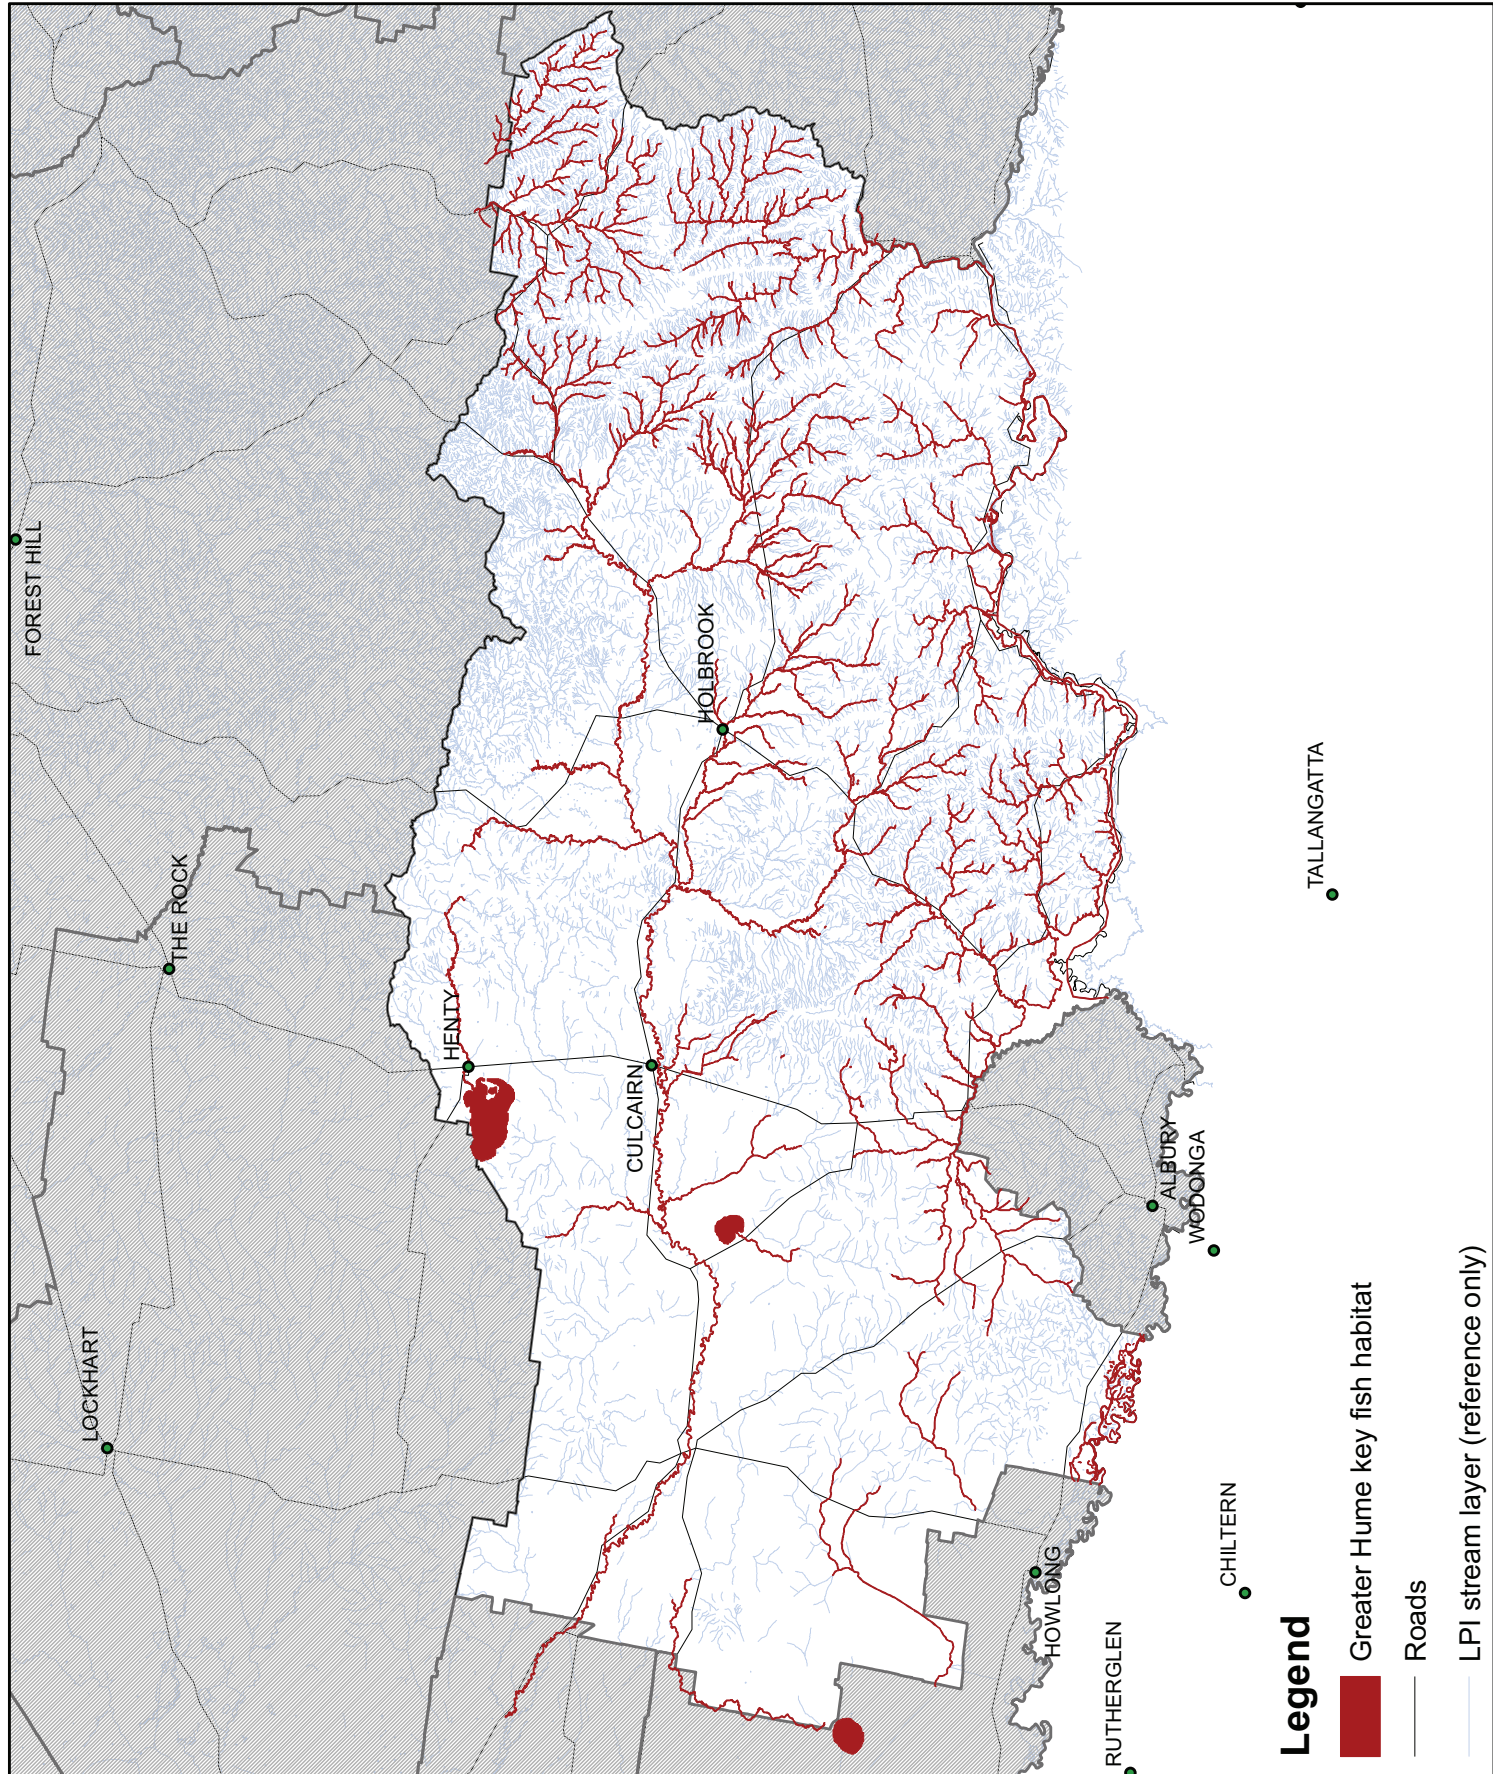 FOREST HILL
THE ROCK
LOCKHART
HENTY
CULCAIRN
HOLBROOK
TALLANGATTA
ALBURY
WODONGA
HOWLONG
CHILTERN
RUTHERGLEN
Legend
Greater Hume key fish habitat
Roads
LPI stream layer (reference only)